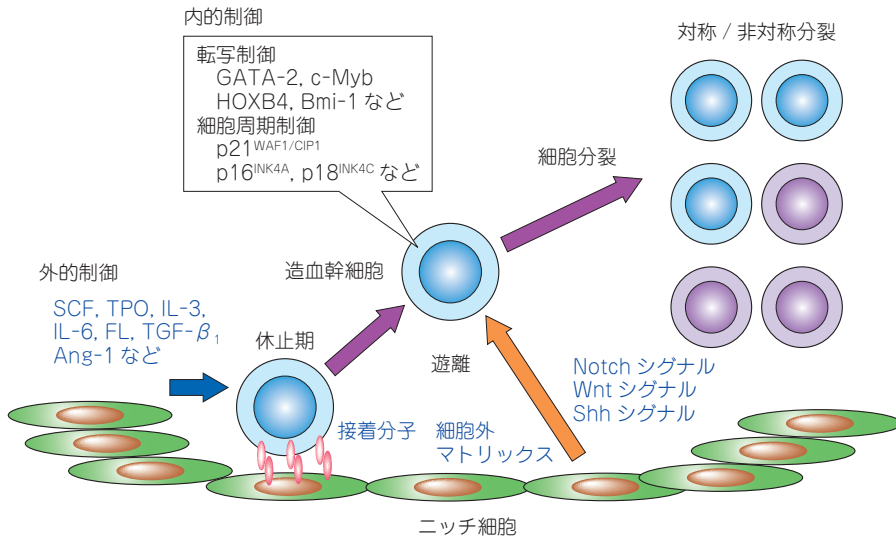 内的制御
転写制御
GATA-2, c-Myb
HOXB4, Bmi-1 など
細胞周期制御
p21WAF1/CIP1
p16INK4A, p18INK4C など
対称 / 非対称分裂
細胞分裂
造血幹細胞
外的制御
SCF, TPO, IL-3,
IL-6, FL, TGF-β1
Ang-1 など
休止期
遊離
Notch シグナル
Wnt シグナル
Shh シグナル
接着分子
細胞外
マトリックス
ニッチ細胞